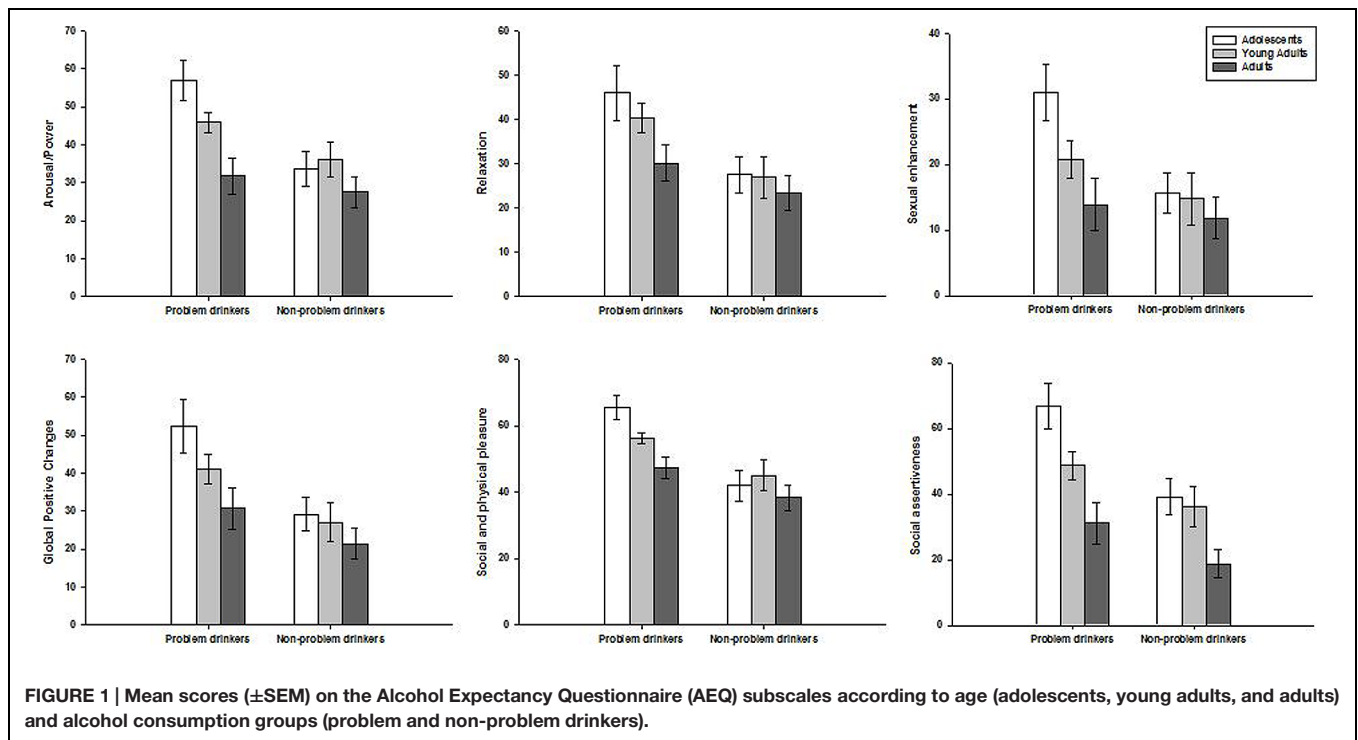 70
60
50
40
30
20
10
0
Arousal/Power
Problem drinkers
Non-problem drinkers
60
50
40
30
20
10
0
Relaxation
Problem drinkers
Non-problem drinkers
40
30
20
10
0
Sexual enhancement
Adolescents
Young Adults
Adults
Problem drinkers
Non-problem drinkers
70
60
50
40
30
20
10
0
Global Positive Changes
Problem drinkers
Non-problem drinkers
80
60
40
20
0
Social and physical pleasure
Problem drinkers
Non-problem drinkers
80
60
40
20
0
Social assertiveness
Problem drinkers
Non-problem drinkers
FIGURE 1 | Mean scores (±SEM) on the Alcohol Expectancy Questionnaire (AEQ) subscales according to age (adolescents, young adults, and adults)
and alcohol consumption groups (problem and non-problem drinkers).